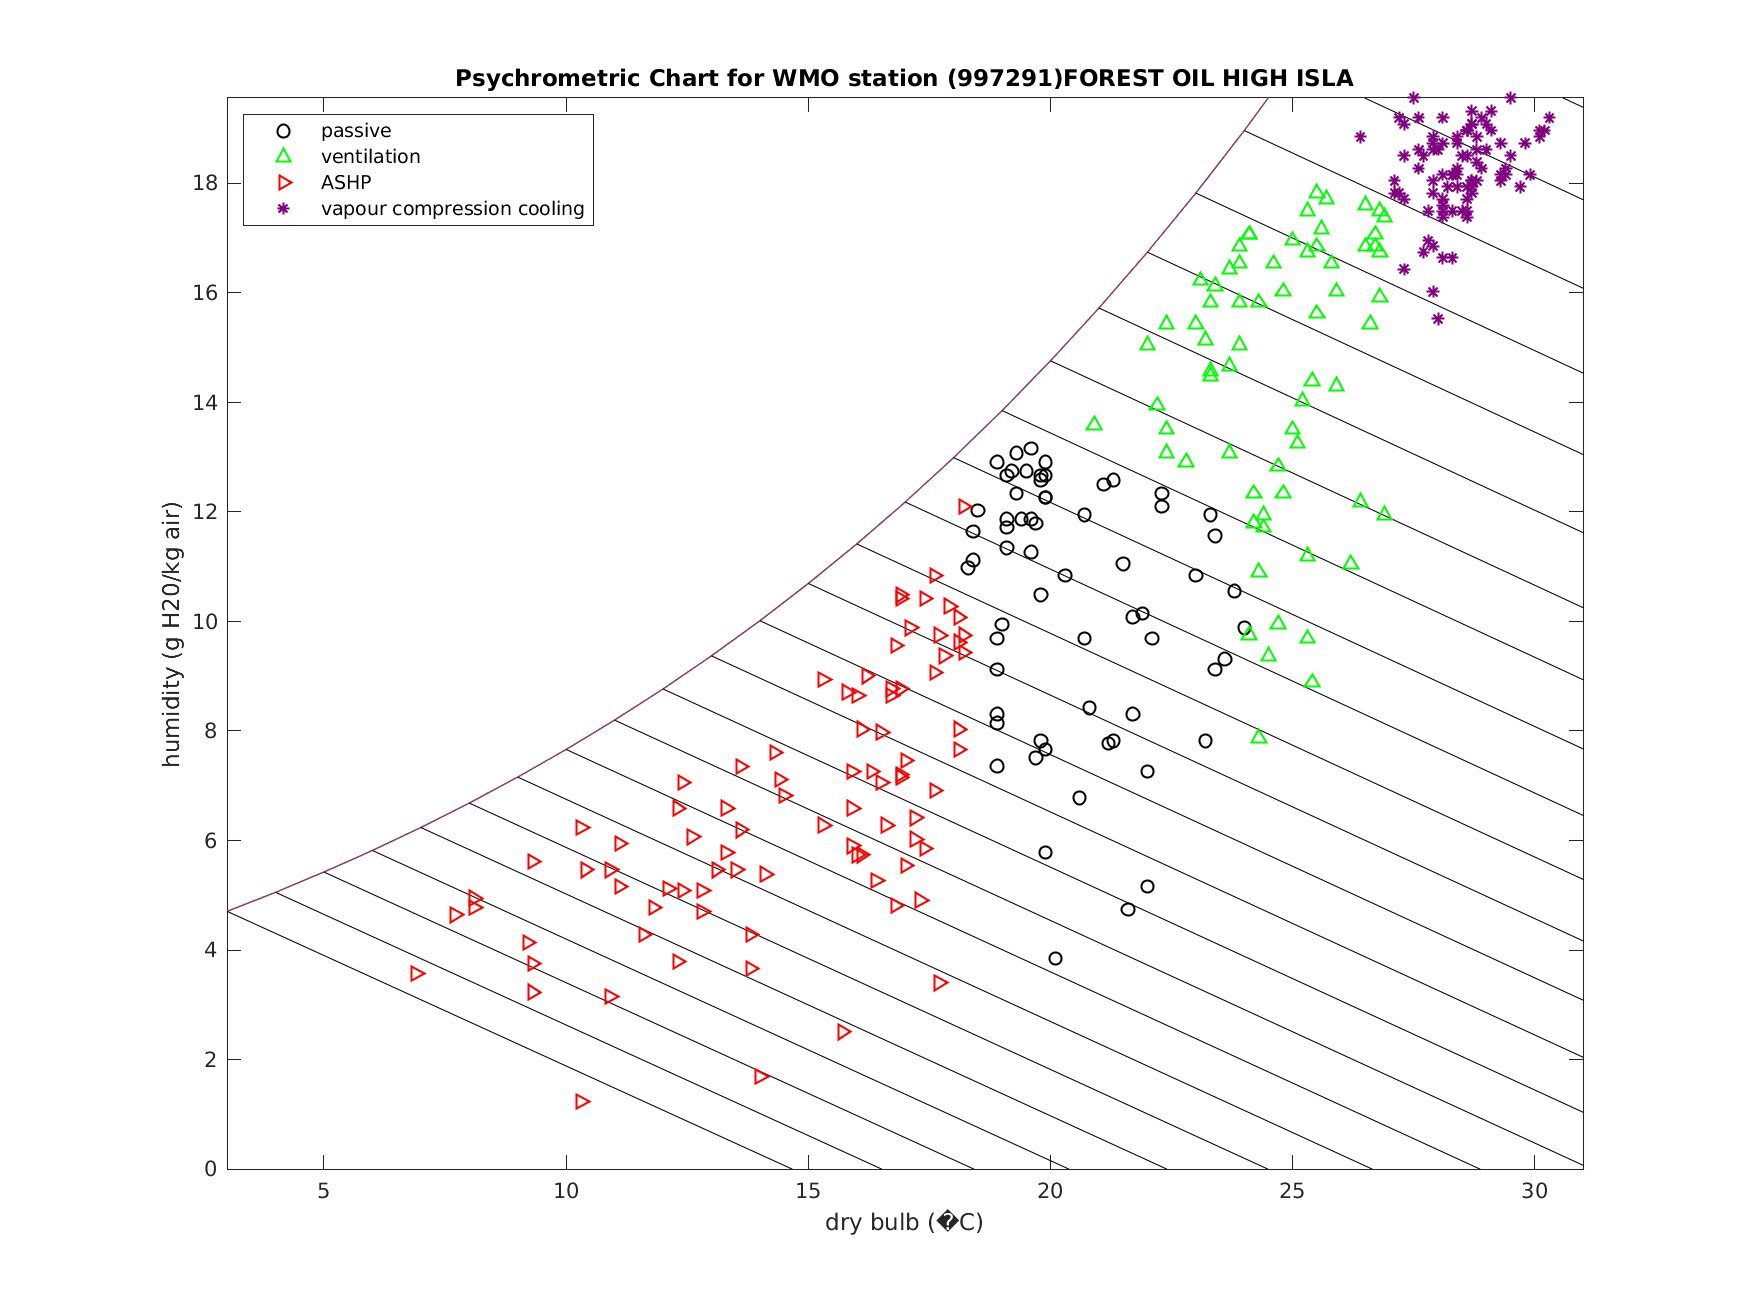 Psychrometric Chart for WMO station (997291)FOREST OIL HIGH ISLA
passive
ventilation
ASHP
vapour compression cooling
humidity (g H20/kg air)
18
16
14
12
10
8
6
4
2
0
5 10 15 20 25 30
dry bulb (�C)